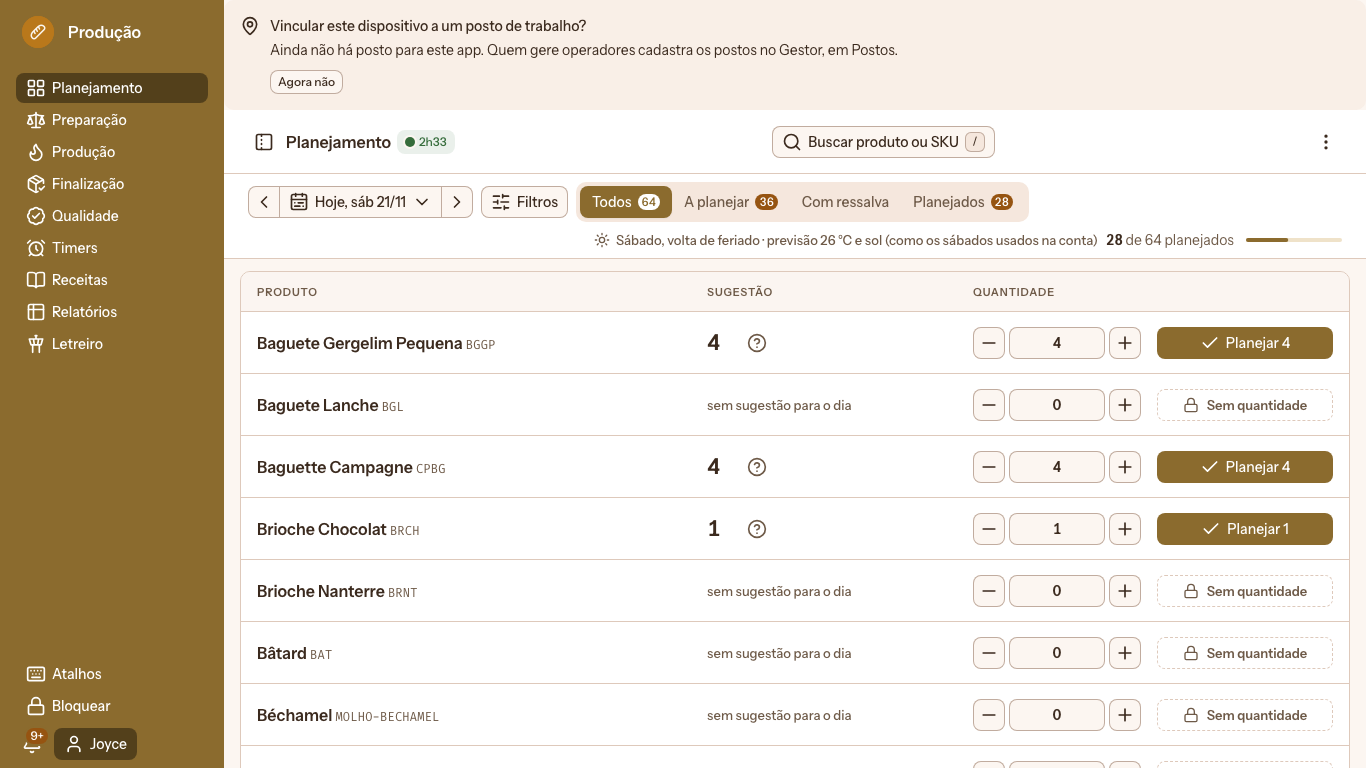 Produção
Planejamento
Preparação
Produção
Finalização
Qualidade
Timers
Receitas
Relatórios
Letreiro
Atalhos
Bloquear
9+
Joyce
Vincular este dispositivo a um posto de trabalho?
Ainda não há posto para este app. Quem gere operadores cadastra os postos no Gestor, em Postos.
Agora não
Planejamento 2h33
Buscar produto ou SKU /
Hoje, sáb 21/11 Filtros Todos 64 A planejar 36 Com ressalva Planejados 28
Sábado, volta de feriado · previsão 26 °C e sol (como os sábados usados na conta) 28 de 64 planejados
PRODUTO SUGESTÃO QUANTIDADE
Baguete Gergelim Pequena BGGP 4 ? − 4 + Planejar 4
Baguete Lanche BGL sem sugestão para o dia − 0 + Sem quantidade
Baguette Campagne CPBG 4 ? − 4 + Planejar 4
Brioche Chocolat BRCH 1 ? − 1 + Planejar 1
Brioche Nanterre BRNT sem sugestão para o dia − 0 + Sem quantidade
Bâtard BAT sem sugestão para o dia − 0 + Sem quantidade
Béchamel MOLHO-BECHAMEL sem sugestão para o dia − 0 + Sem quantidade